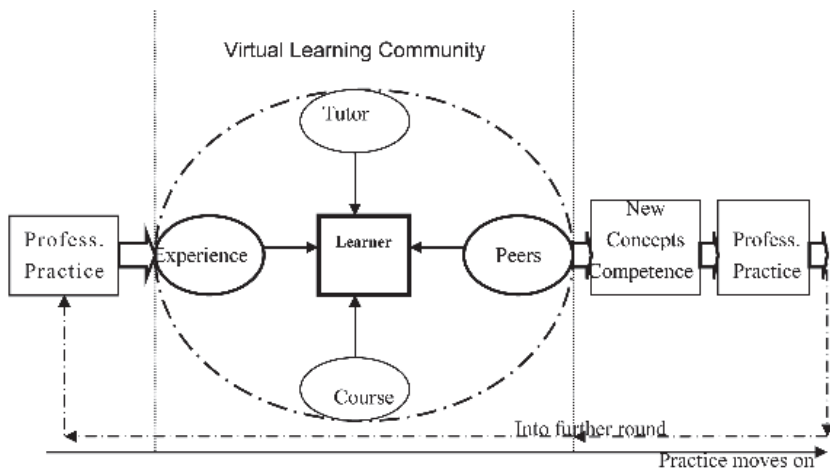 Virtual Learning Community
Tutor
Profess.
Practice
Experience
Learner
Peers
New
Concepts
Competence
Profess.
Practice
Course
Into further round
Practice moves on